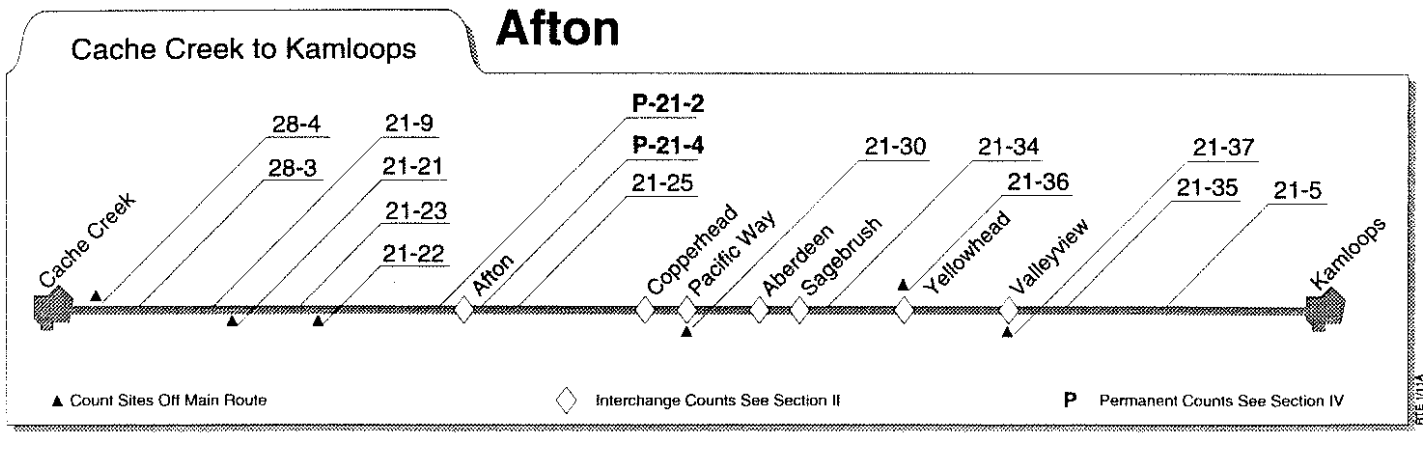 Afton
Cache Creek to Kamloops
28-4
28-3
21-9
21-21
21-23
21-22
P-21-2
P-21-4
21-25
21-30
21-34
21-36
21-37
21-35
21-5
Cache Creek
Afton
Copperhead
Pacific Way
Aberdeen
Sagebrush
Yellowhead
Valleyview
Kamloops
▲ Count Sites Off Main Route
◇ Interchange Counts See Section II
P Permanent Counts See Section IV